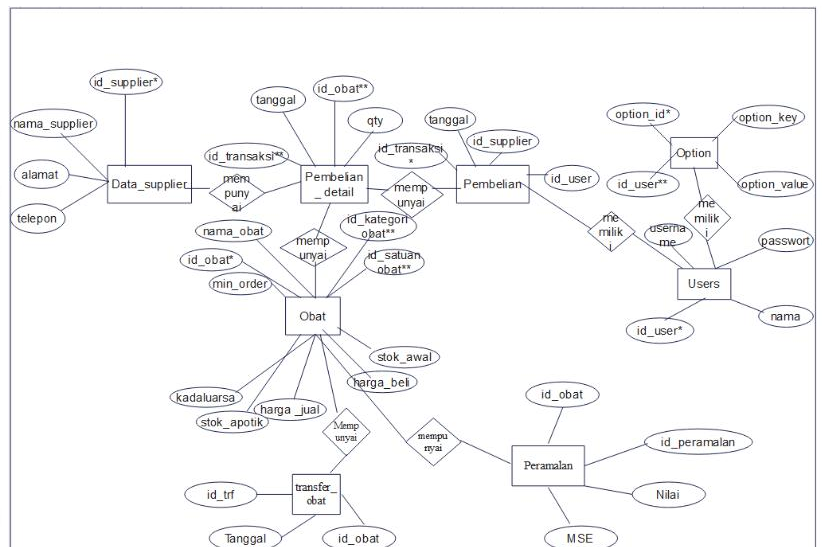 id_supplier*
nama_supplier
alamat
telepon
Data_supplier
mem
puny
ai
tanggal
id_obat**
qty
id_transaksi**
Pembelian
_ detail
memp
unyai
id_transaksi
*
tanggal
id_supplier
id_user
Pembelian
option_id*
option_key
id_user**
option_value
Option
me
milik
i
me
milik
i
userna
me
passwort
Users
id_user*
nama
memp
unyai
nama_obat
id_obat*
min_order
id_kategori
obat**
id_satuan
obat**
Obat
stok_awal
harga_beli
kadaluarsa
stok_apotik
harga _jual
Memp
unyai
mempu
nyai
id_obat
id_peramalan
Peramalan
Nilai
MSE
transfer_
obat
id_trf
Tanggal
id_obat